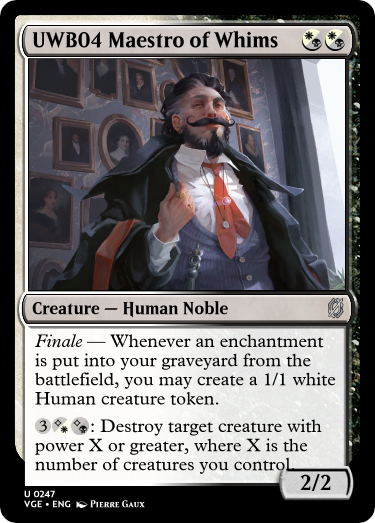 UWB04 Maestro of Whims
Creature — Human Noble
Finale — Whenever an enchantment
is put into your graveyard from the
battlefield, you may create a 1/1 white
Human creature token.
3: Destroy target creature with
power X or greater, where X is the
number of creatures you control.
2/2
U 0247
VGE • ENG Pierre Gaux